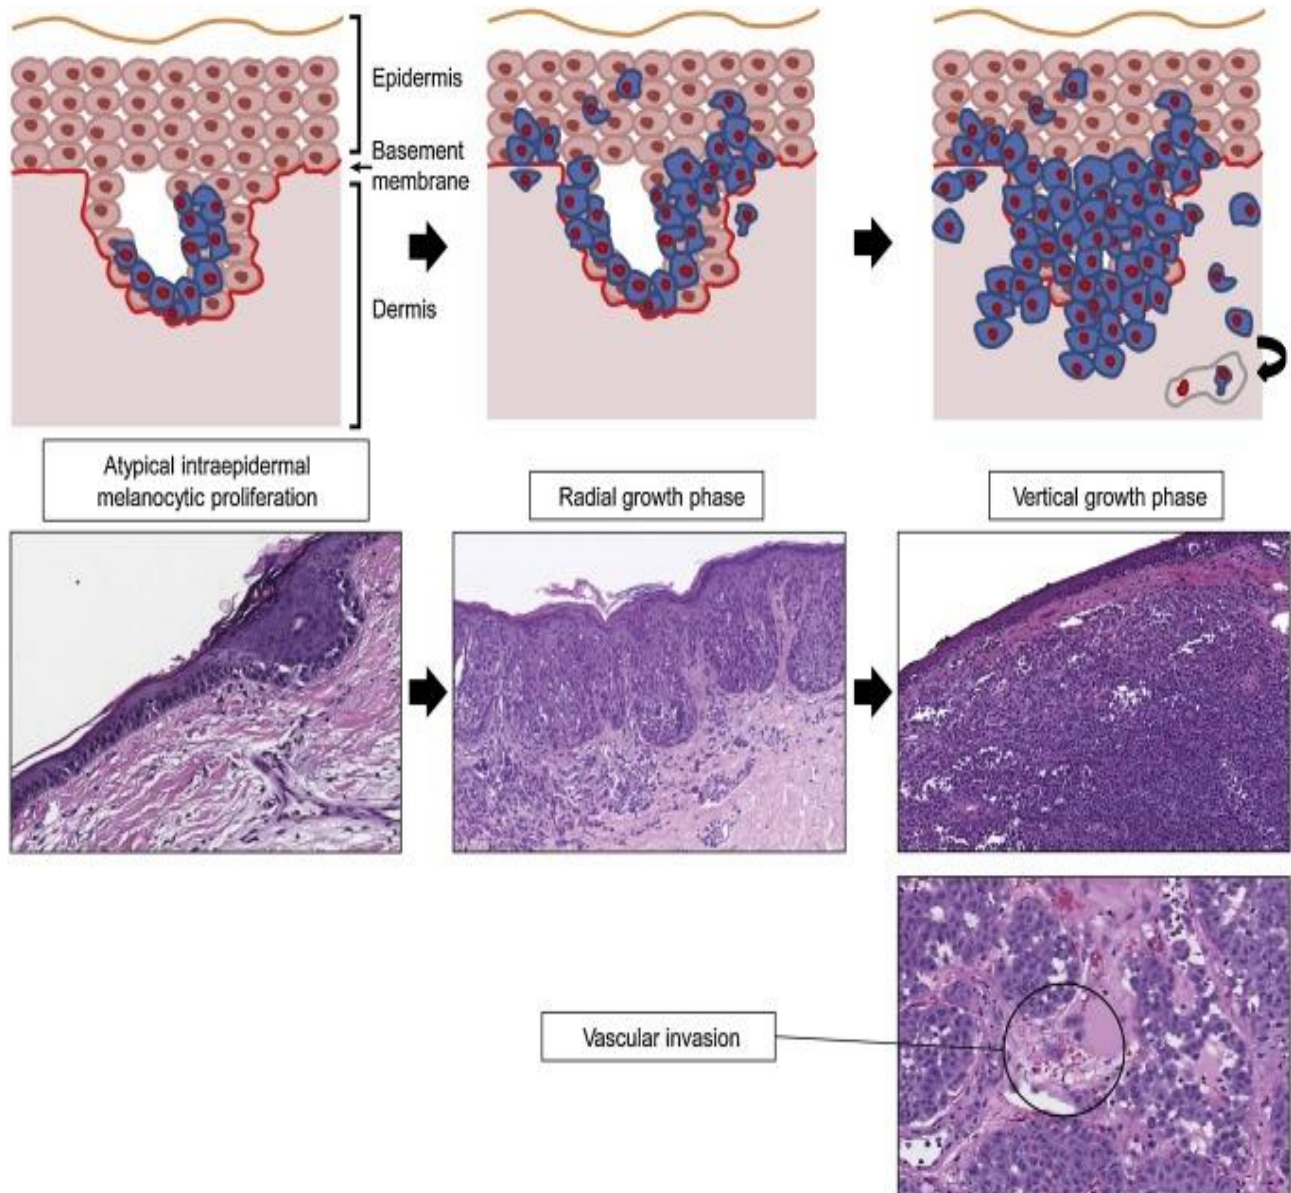 Epidermis
Basement
membrane
Dermis
Atypical intraepidermal
melanocytic proliferation
Radial growth phase
Vertical growth phase
Vascular invasion